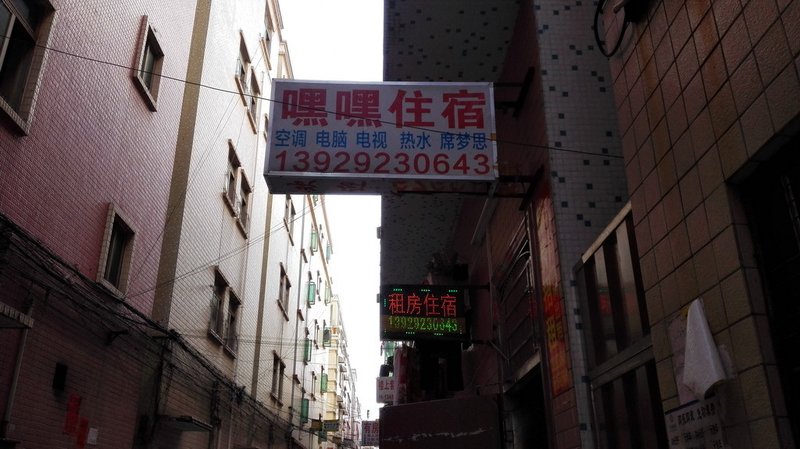 嘿嘿住宿
空调 电脑 电视 热水 席梦思
13929230643
租房住宿
13929230643